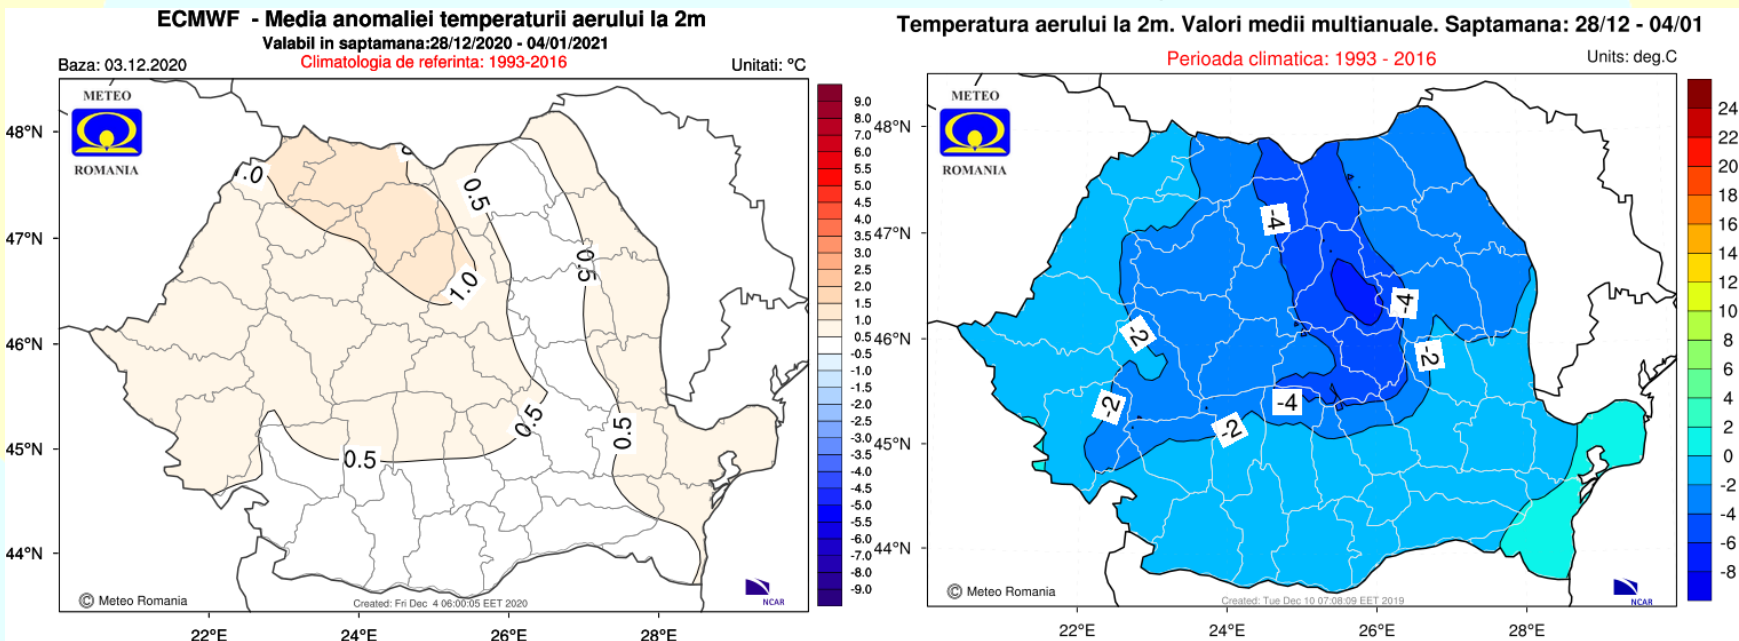 ECMWF - Media anomaliei temperaturii aerului la 2m
Valabil in saptamana:28/12/2020 - 04/01/2021
Baza: 03.12.2020
Climatologia de referinta: 1993-2016
Unitati: °C
METEO
ROMANIA
48°N
47°N
46°N
45°N
44°N
1.0
0.5
0.5
1.0
0.5
0.5
0.5
9.0
8.0
7.0
6.0
5.5
5.0
4.5
4.0
3.5
3.0
2.5
2.0
1.5
1.0
0.5
-0.5
-1.0
-1.5
-2.0
-2.5
-3.0
-3.5
-4.0
-4.5
-5.0
-5.5
-6.0
-7.0
-8.0
-9.0
© Meteo Romania
Created: Fri Dec 4 06:00:05 EET 2020
NCAR
22°E
24°E
26°E
28°E
Temperatura aerului la 2m. Valori medii multianuale. Saptamana: 28/12 - 04/01
Perioada climatica: 1993 - 2016
Units: deg.C
METEO
ROMANIA
48°N
47°N
46°N
45°N
44°N
-4
-4
-2
-2
-2
-4
-2
24
22
20
18
16
14
12
10
8
6
4
2
0
-2
-4
-6
-8
© Meteo Romania
Created: Tue Dec 10 07:08:09 EET 2019
NCAR
22°E
24°E
26°E
28°E